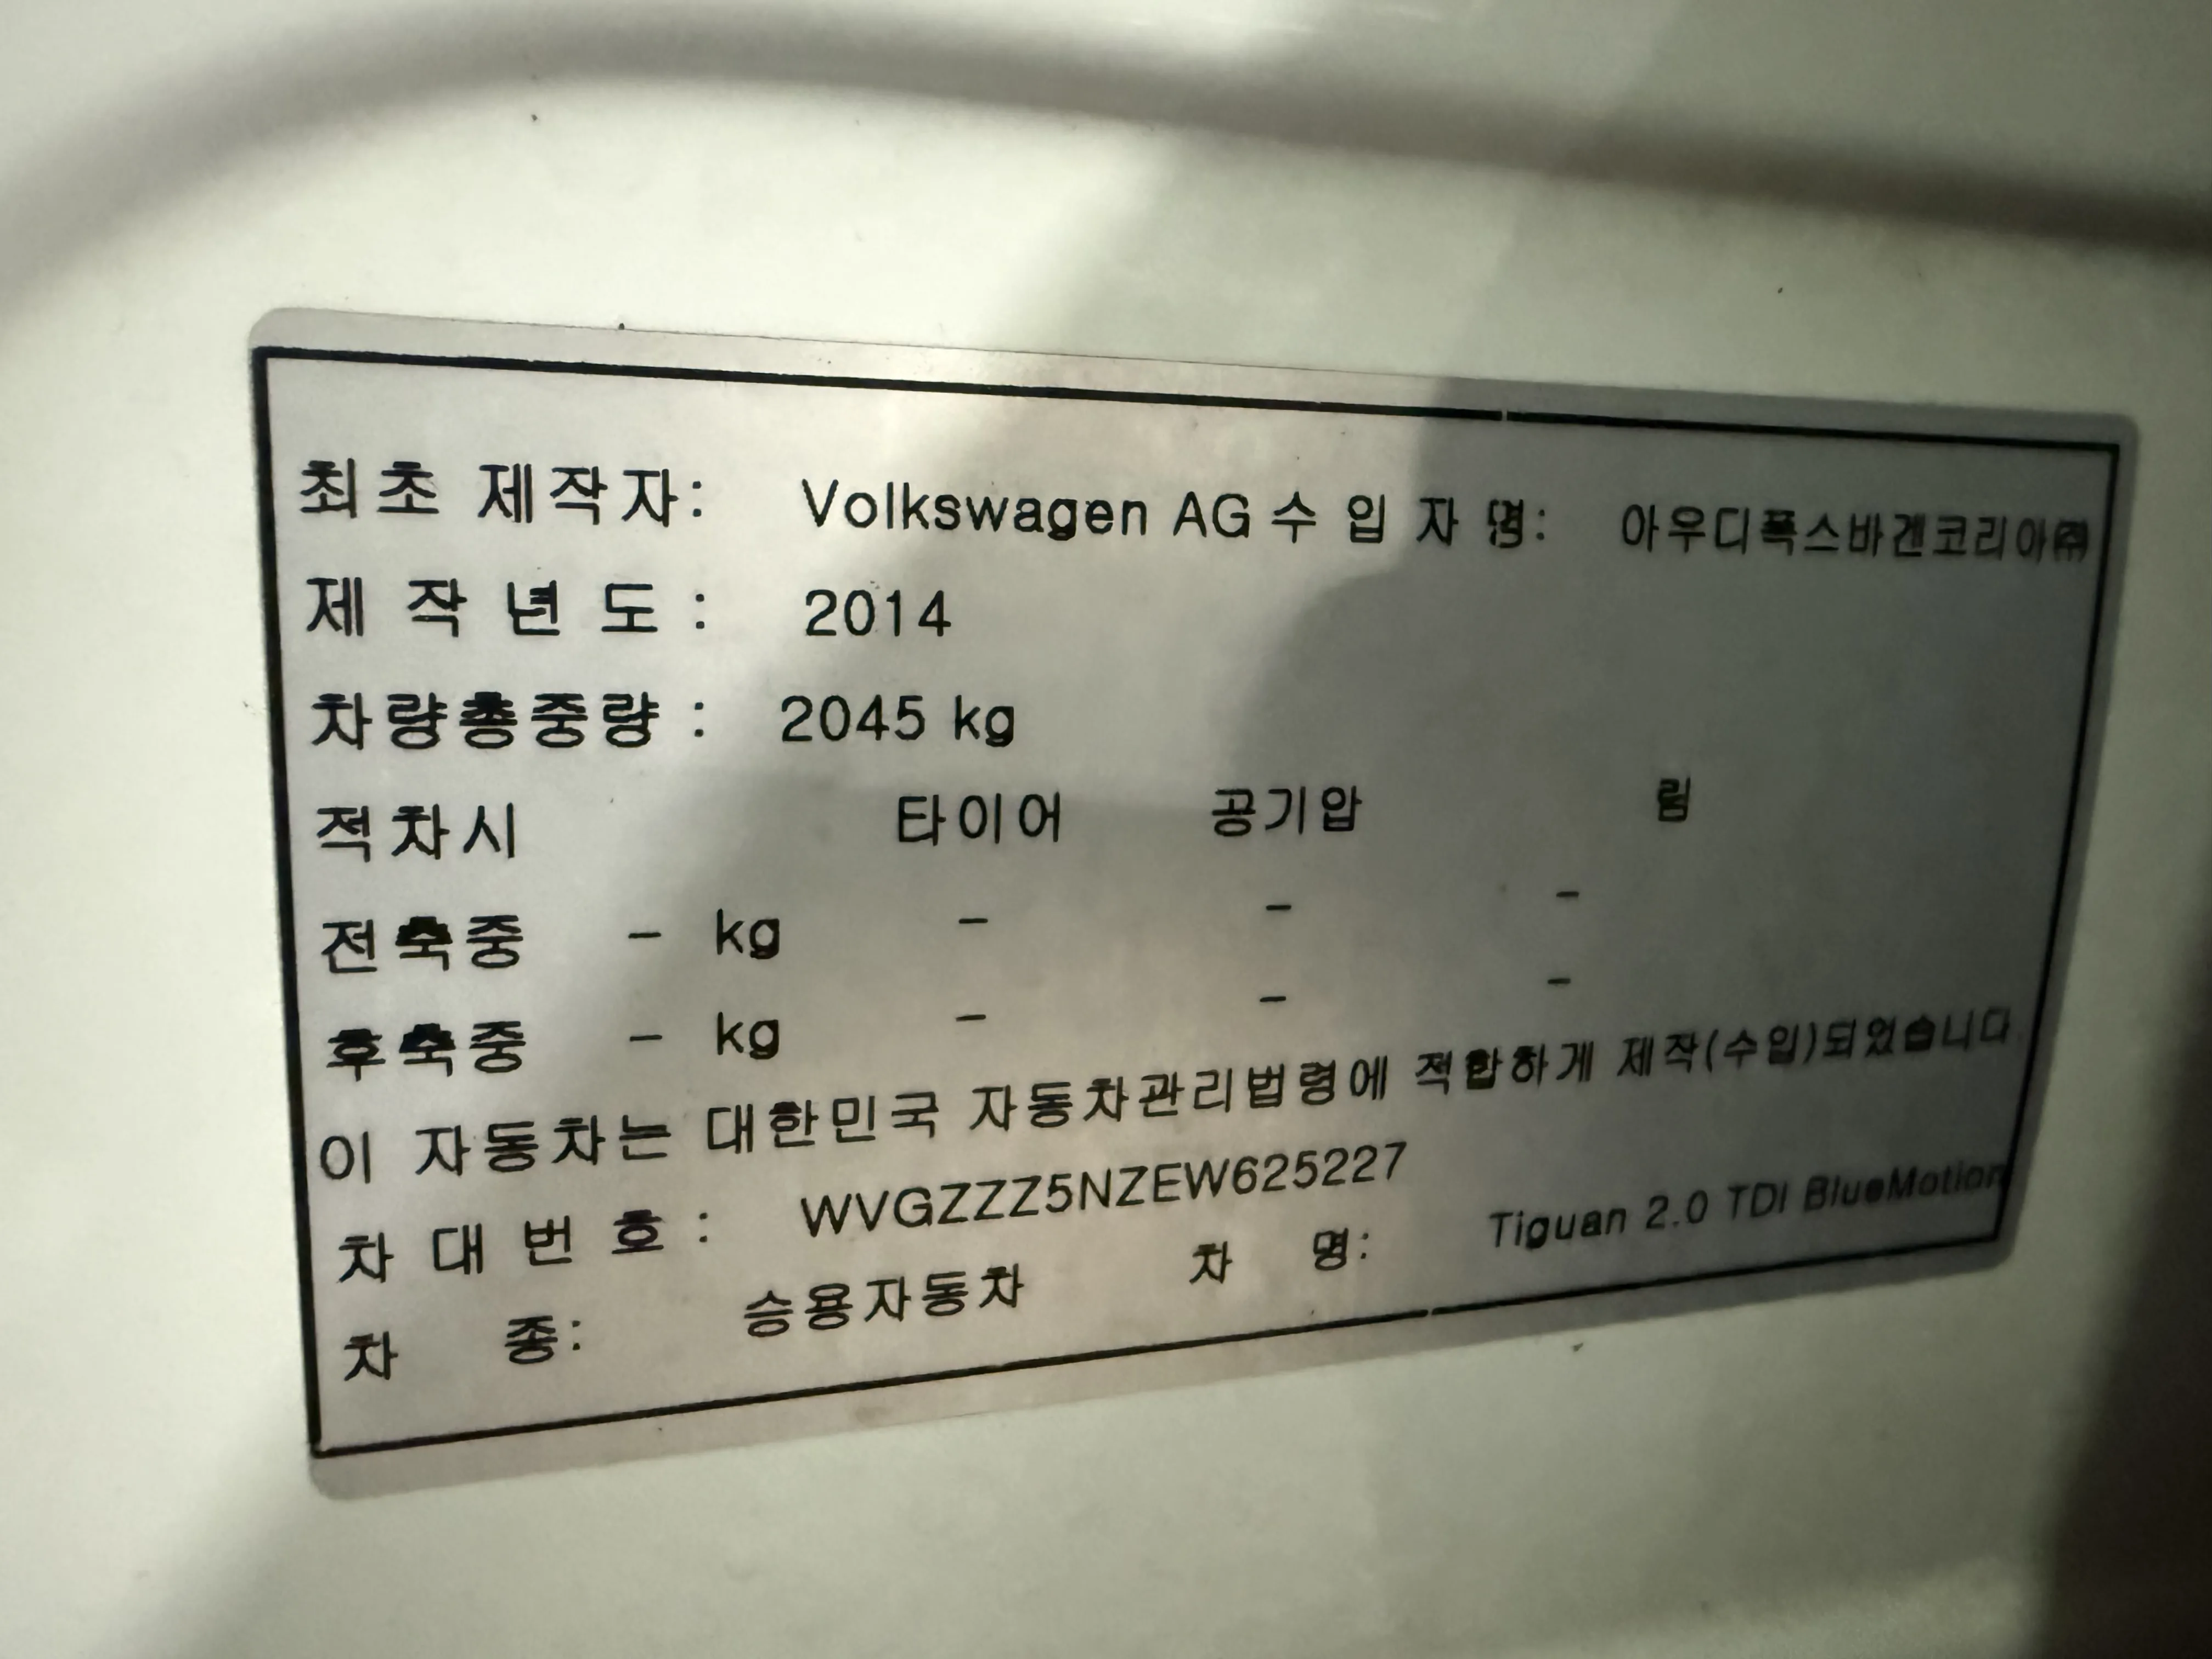 최초 제작자: Volkswagen AG 수 입 자 명: 아우디폭스바겐코리아㈜
제 작 년 도 : 2014
차량총중량 : 2045 kg
적차시 타이어 공기압 림
전축중 - kg - - -
후축중 - kg - - -
이 자동차는 대한민국 자동차관리법령에 적합하게 제작(수입)되었습니다
차 대 번 호 : WVGZZZ5NZEW625227
차 종: 승용자동차 차 명: Tiguan 2.0 TDI BlueMotion